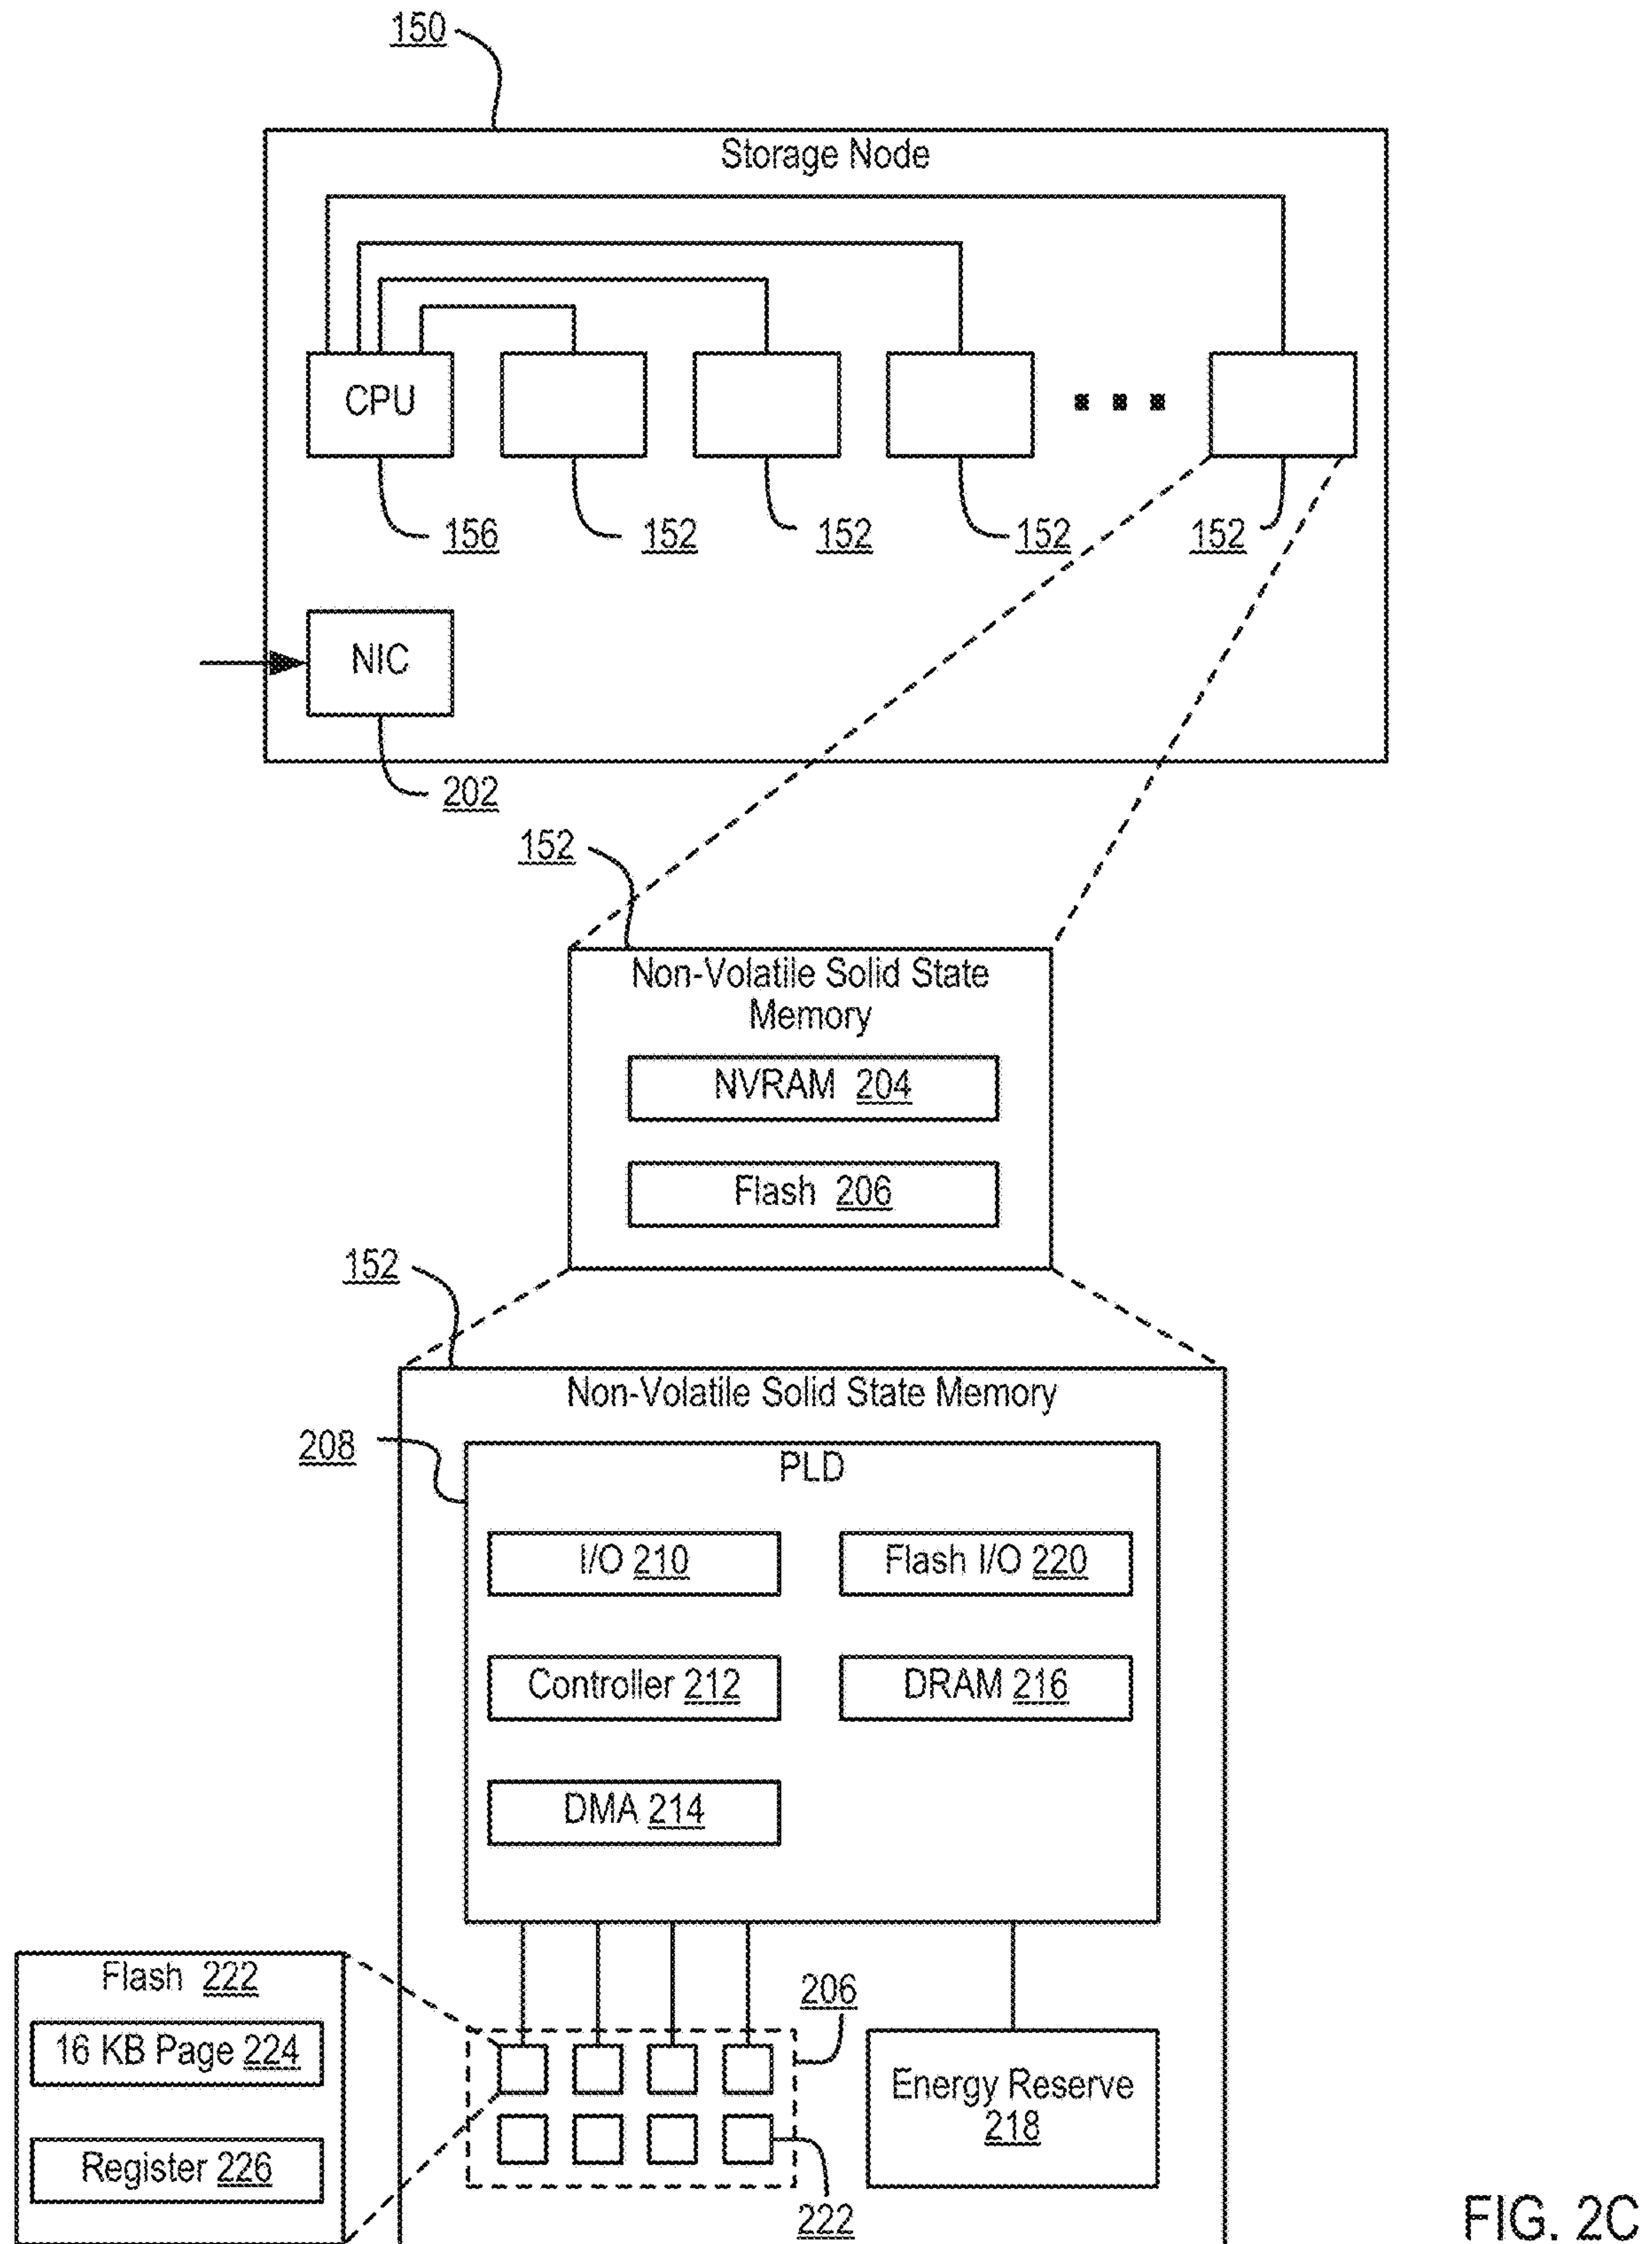 150
Storage Node
CPU
156
152
152
152
152
NIC
202
152
Non-Volatile Solid State
Memory
NVRAM 204
Flash 206
152
Non-Volatile Solid State Memory
208
PLD
I/O 210
Flash I/O 220
Controller 212
DRAM 216
DMA 214
Flash 222
16 KB Page 224
Register 226
206
222
Energy Reserve
218
FIG. 2C